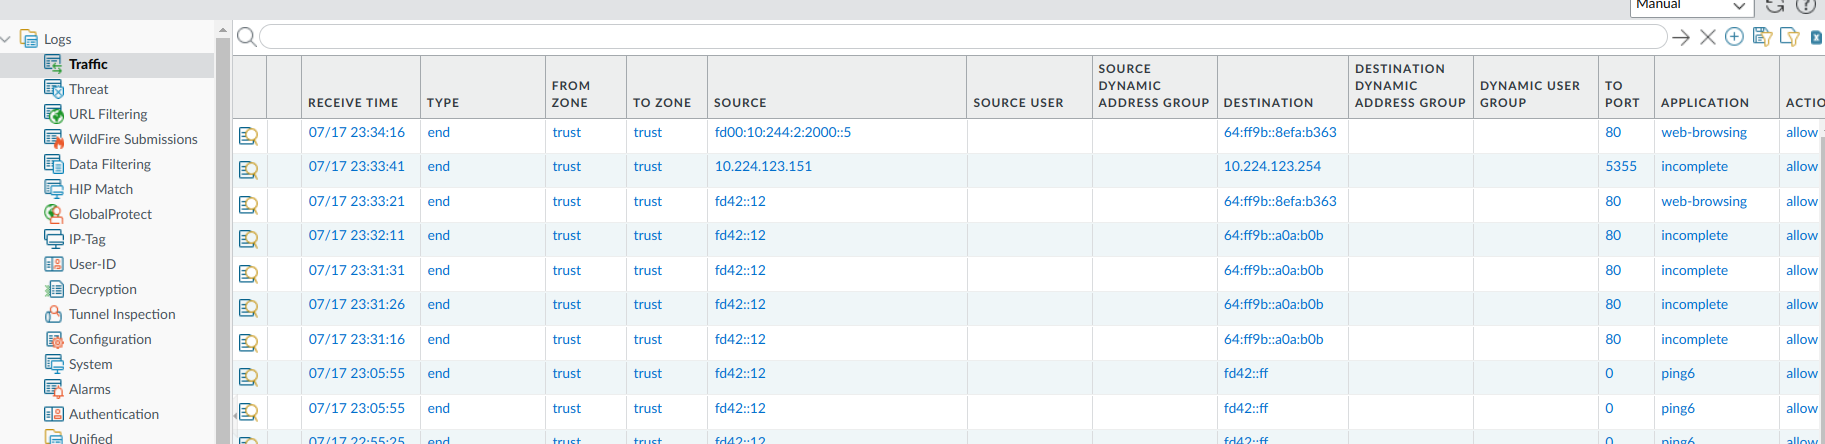 Manual
Logs
Traffic
Threat
URL Filtering
WildFire Submissions
Data Filtering
HIP Match
GlobalProtect
IP-Tag
User-ID
Decryption
Tunnel Inspection
Configuration
System
Alarms
Authentication
Unified
RECEIVE TIME TYPE FROM ZONE TO ZONE SOURCE SOURCE USER SOURCE DYNAMIC ADDRESS GROUP DESTINATION DESTINATION DYNAMIC ADDRESS GROUP DYNAMIC USER GROUP TO PORT APPLICATION ACTIO
07/17 23:34:16 end trust trust fd00:10:244:2:2000::5 64:ff9b::8efa:b363 80 web-browsing allow
07/17 23:33:41 end trust trust 10.224.123.151 10.224.123.254 5355 incomplete allow
07/17 23:33:21 end trust trust fd42::12 64:ff9b::8efa:b363 80 web-browsing allow
07/17 23:32:11 end trust trust fd42::12 64:ff9b::a0a:b0b 80 incomplete allow
07/17 23:31:31 end trust trust fd42::12 64:ff9b::a0a:b0b 80 incomplete allow
07/17 23:31:26 end trust trust fd42::12 64:ff9b::a0a:b0b 80 incomplete allow
07/17 23:31:16 end trust trust fd42::12 64:ff9b::a0a:b0b 80 incomplete allow
07/17 23:05:55 end trust trust fd42::12 fd42::ff 0 ping6 allow
07/17 23:05:55 end trust trust fd42::12 fd42::ff 0 ping6 allow
07/17 22:55:25 end trust trust fd42::12 fd42::ff 0 ping6 allow